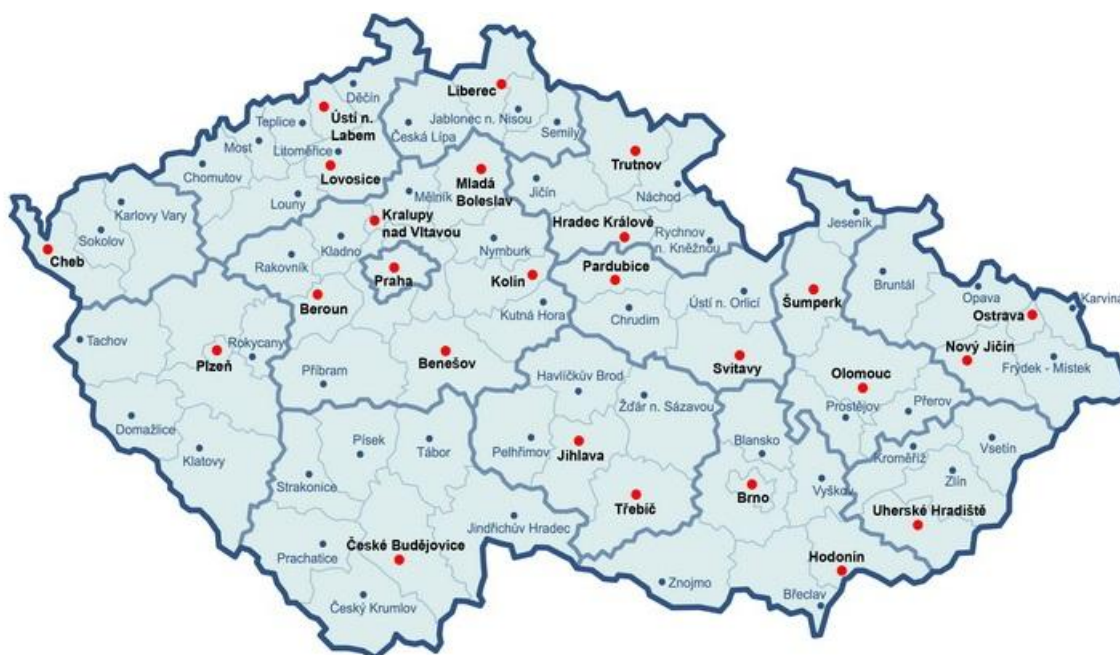 Děčín
Liberec
Ústí n.
Labem
Teplice
Jablonec n. Nisou
Semily
Česká Lípa
Most
Litoměřice
Trutnov
Chomutov
Lovosice
Mladá
Boleslav
Jičín
Náchod
Louny
Mělník
Karlovy Vary
Kralupy
nad Vltavou
Hradec Králové
Jeseník
Sokolov
Kladno
Nymburk
Rychnov
n. Kněžnou
Cheb
Rakovník
Praha
Kolín
Pardubice
Bruntál
Opava
Karviná
Beroun
Kutná Hora
Chrudim
Ústí n. Orlicí
Šumperk
Ostrava
Tachov
Rokycany
Plzeň
Benešov
Svitavy
Nový Jičín
Frýdek - Místek
Příbram
Havlíčkův Brod
Olomouc
Žďár n. Sázavou
Prostějov
Přerov
Domažlice
Písek
Tábor
Pelhřimov
Jihlava
Blansko
Kroměříž
Vsetín
Klatovy
Strakonice
Brno
Vyškov
Zlín
Třebíč
Uherské Hradiště
Jindřichův Hradec
České Budějovice
Prachatice
Hodonín
Znojmo
Břeclav
Český Krumlov